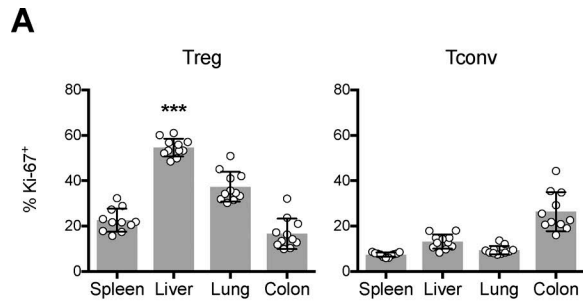 A
Treg
Tconv
% Ki-67⁺
80
60
40
20
0
***
Spleen Liver Lung Colon
80
60
40
20
0
Spleen Liver Lung Colon